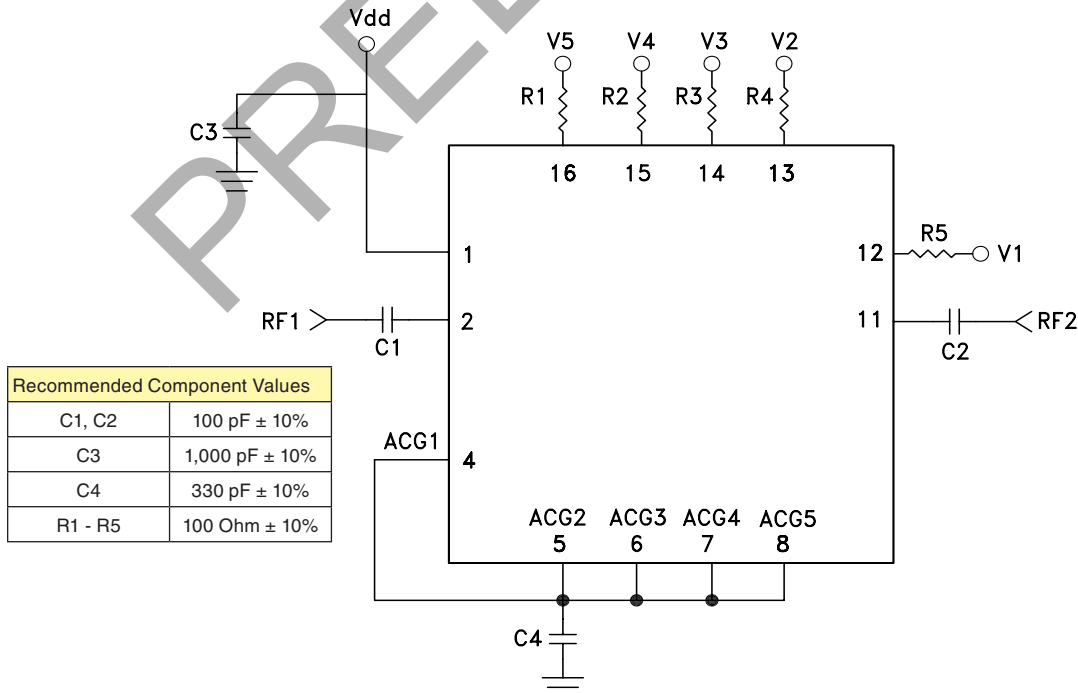 Vdd
V5 V4 V3 V2
R1 R2 R3 R4
C3
16 15 14 13
1
12 R5 V1
RF1 2
C1
11 RF2
C2
Recommended Component Values
C1, C2 100 pF ± 10%
C3 1,000 pF ± 10%
C4 330 pF ± 10%
R1 - R5 100 Ohm ± 10%
ACG1
4
ACG2 ACG3 ACG4 ACG5
5 6 7 8
C4